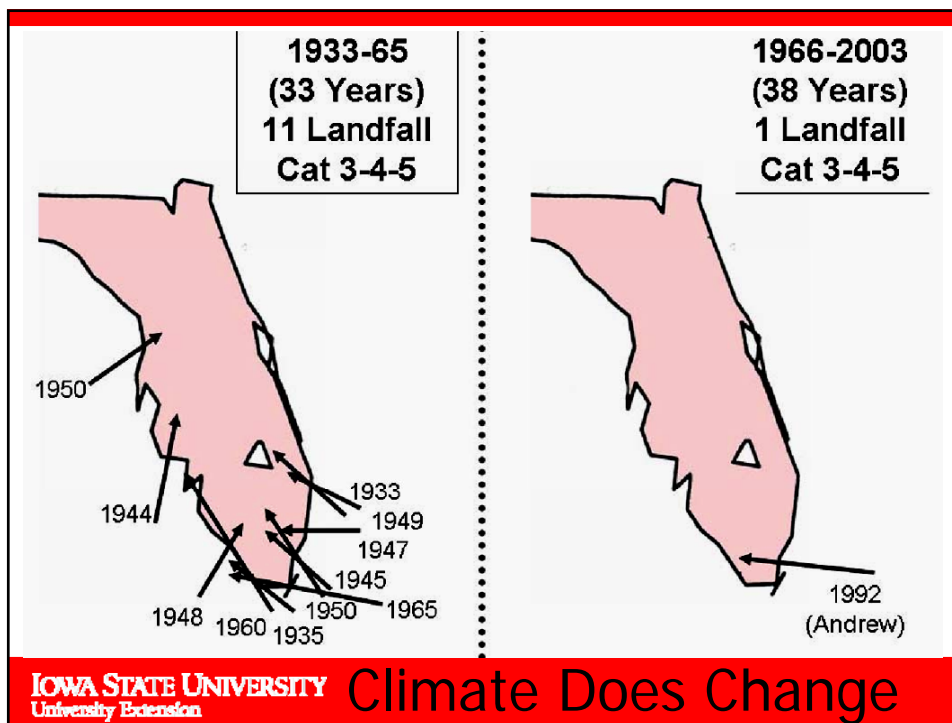 1933-65
(33 Years)
11 Landfall
Cat 3-4-5
1950
1944
1933
1949
1947
1945
1950
1965
1948
1960
1935
1966-2003
(38 Years)
1 Landfall
Cat 3-4-5
1992
(Andrew)
IOWA STATE UNIVERSITY
University Extension
Climate Does Change